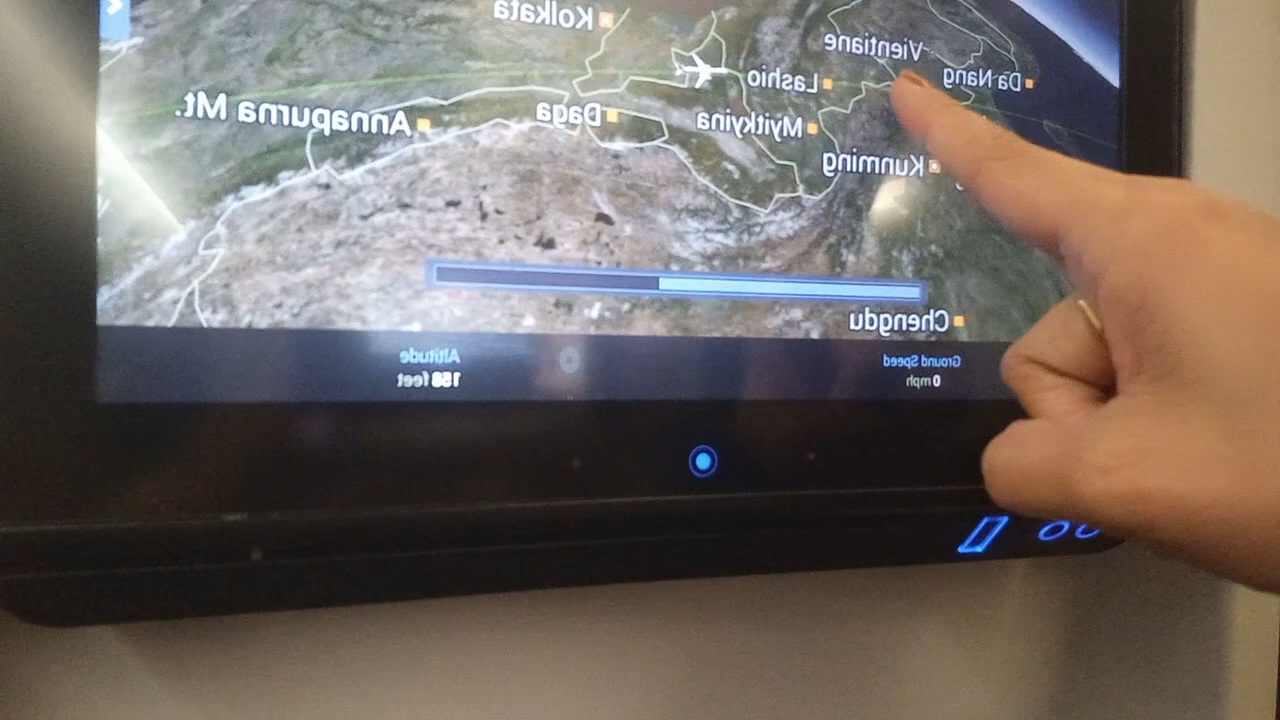 Kolkata
Vientiane
Da Nang
Lashio
Annapurna Mt.
Daga
Myitkyina
Kunming
Chengdu
Ground Speed
0 mph
Altitude
158 feet